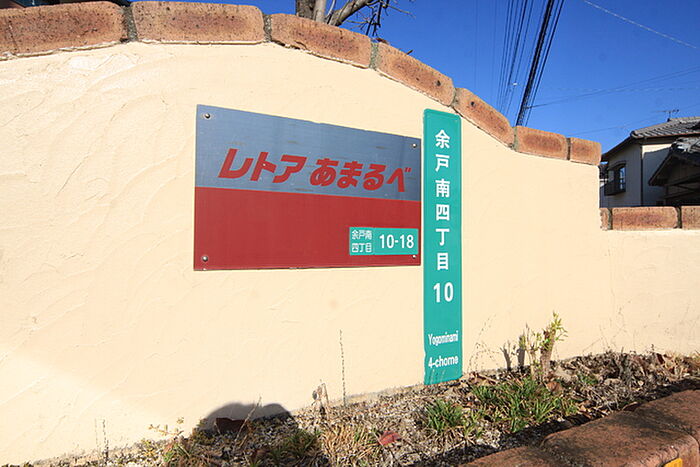 レトア あまるべ
余戸南
四丁目
10-18
余戸南四丁目
10
Yogominami
4-chome